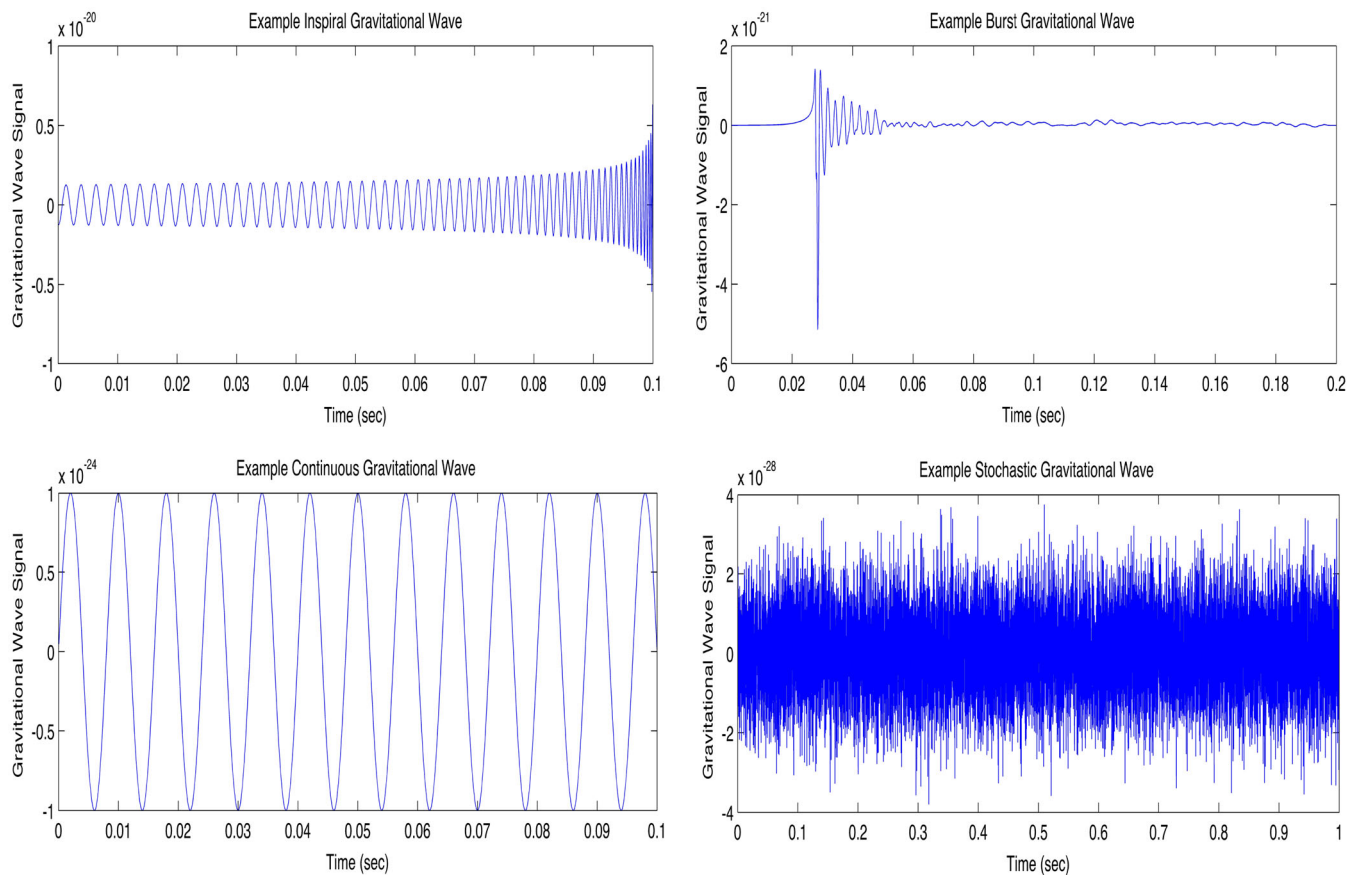 Example Inspiral Gravitational Wave
x 10^-20
Gravitational Wave Signal
1
0.5
0
-0.5
-1
0 0.01 0.02 0.03 0.04 0.05 0.06 0.07 0.08 0.09 0.1
Time (sec)
Example Burst Gravitational Wave
x 10^-21
Gravitational Wave Signal
2
0
-2
-4
-6
0 0.02 0.04 0.06 0.08 0.1 0.12 0.14 0.16 0.18 0.2
Time (sec)
Example Continuous Gravitational Wave
x 10^-24
Gravitational Wave Signal
1
0.5
0
-0.5
-1
0 0.01 0.02 0.03 0.04 0.05 0.06 0.07 0.08 0.09 0.1
Time (sec)
Example Stochastic Gravitational Wave
x 10^-28
Gravitational Wave Signal
4
2
0
-2
-4
0 0.1 0.2 0.3 0.4 0.5 0.6 0.7 0.8 0.9 1
Time (sec)